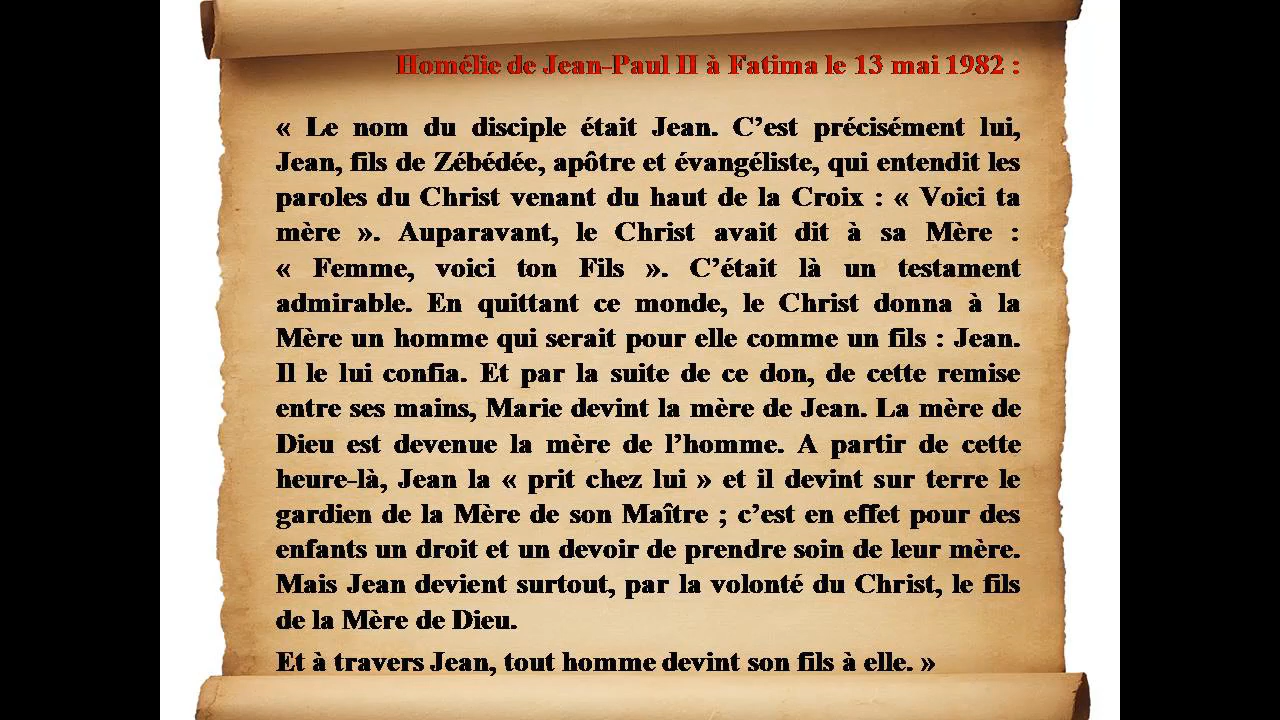 Homélie de Jean-Paul II à Fatima le 13 mai 1982 :
« Le nom du disciple était Jean. C’est précisément lui,
Jean, fils de Zébédée, apôtre et évangéliste, qui entendit les
paroles du Christ venant du haut de la Croix : « Voici ta
mère ». Auparavant, le Christ avait dit à sa Mère :
« Femme, voici ton Fils ». C’était là un testament
admirable. En quittant ce monde, le Christ donna à la
Mère un homme qui serait pour elle comme un fils : Jean.
Il le lui confia. Et par la suite de ce don, de cette remise
entre ses mains, Marie devint la mère de Jean. La mère de
Dieu est devenue la mère de l’homme. A partir de cette
heure-là, Jean la « prit chez lui » et il devint sur terre le
gardien de la Mère de son Maître ; c’est en effet pour des
enfants un droit et un devoir de prendre soin de leur mère.
Mais Jean devient surtout, par la volonté du Christ, le fils
de la Mère de Dieu.
Et à travers Jean, tout homme devint son fils à elle. »